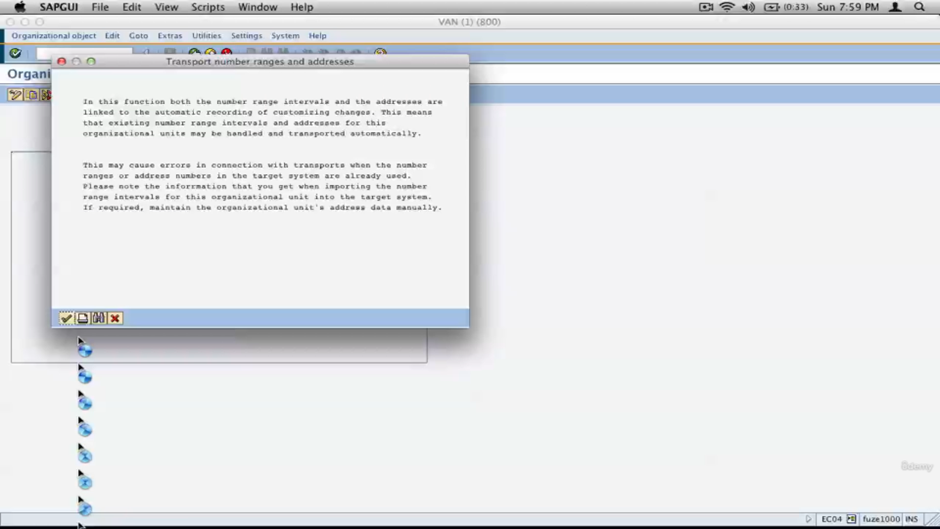 SAPGUI File Edit View Scripts Window Help (0:33) Sun 7:59 PM
VAN (1) (800)
Organizational object Edit Goto Extras Utilities Settings System Help
Transport number ranges and addresses
Organi
In this function both the number range intervals and the addresses are
linked to the automatic recording of customizing changes. This means
that existing number range intervals and addresses for this
organizational units may be handled and transported automatically.
This may cause errors in connection with transports when the number
ranges or address numbers in the target system are already used.
Please note the information that you get when importing the number
range intervals for this organizational unit into the target system.
If required, maintain the organizational unit's address data manually.
Udemy
EC04 fuze1000 INS